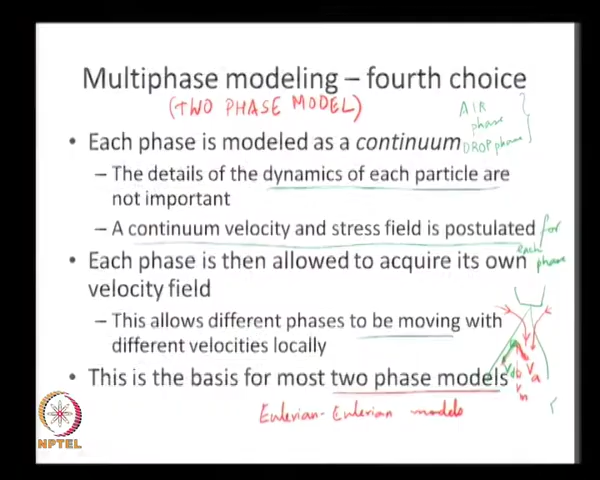 Multiphase modeling – fourth choice
(TWO PHASE MODEL)
AIR
phase
DROP phase
• Each phase is modeled as a continuum
– The details of the dynamics of each particle are
not important
– A continuum velocity and stress field is postulated for
each
phase
• Each phase is then allowed to acquire its own
velocity field
– This allows different phases to be moving with
different velocities locally
• This is the basis for most two phase models
Eulerian-Eulerian models
NPTEL